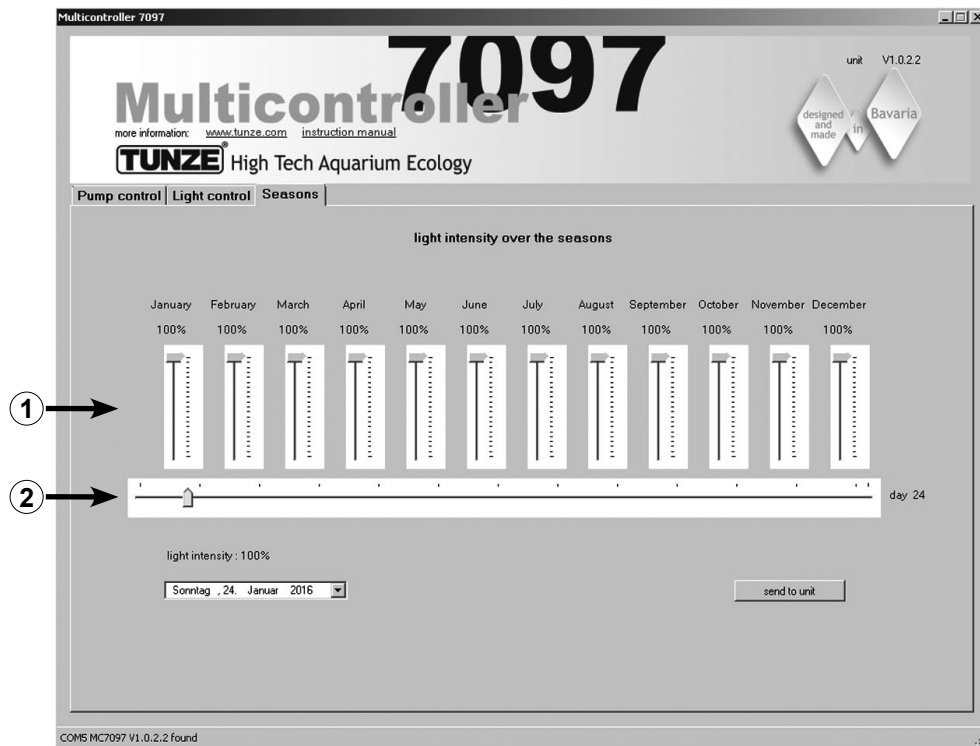 Multicontroller 7097
7097
unit V1.0.2.2
Multicontroller
designed and made in Bavaria
more information: www.tunze.com instruction manual
TUNZE® High Tech Aquarium Ecology
Pump control Light control Seasons
light intensity over the seasons
January February March April May June July August September October November December
100% 100% 100% 100% 100% 100% 100% 100% 100% 100% 100% 100%
1
2
day 24
light intensity : 100%
Sonntag , 24. Januar 2016
send to unit
COM5 MC7097 V1.0.2.2 found